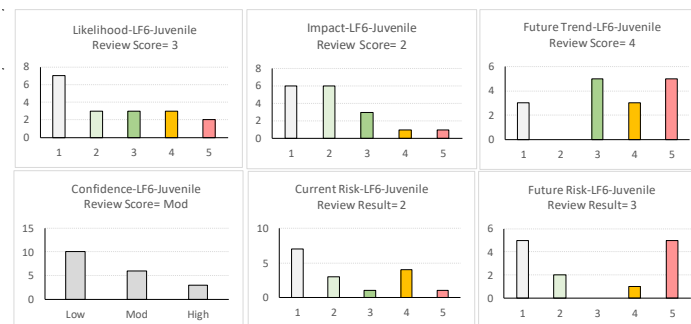 Likelihood-LF6-Juvenile
Review Score= 3
8
6
4
2
0
1 2 3 4 5
Impact-LF6-Juvenile
Review Score= 2
8
6
4
2
0
1 2 3 4 5
Future Trend-LF6-Juvenile
Review Score= 4
6
4
2
0
1 2 3 4 5
Confidence-LF6-Juvenile
Review Score= Mod
15
10
5
0
Low Mod High
Current Risk-LF6-Juvenile
Review Result= 2
10
5
0
1 2 3 4 5
Future Risk-LF6-Juvenile
Review Result= 3
6
4
2
0
1 2 3 4 5